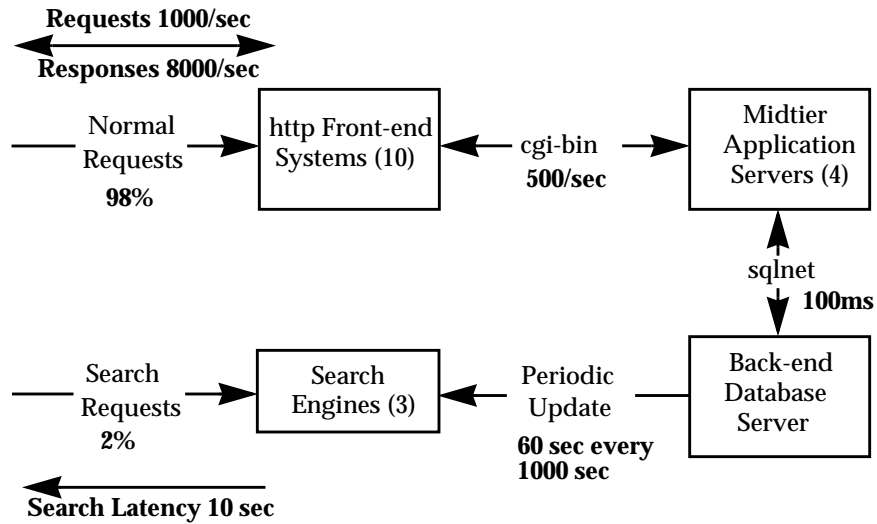 Requests 1000/sec
Responses 8000/sec
Normal
Requests
98%
http Front-end
Systems (10)
cgi-bin
500/sec
Midtier
Application
Servers (4)
sqlnet
100ms
Search
Requests
2%
Search
Engines (3)
Periodic
Update
60 sec every
1000 sec
Back-end
Database
Server
Search Latency 10 sec